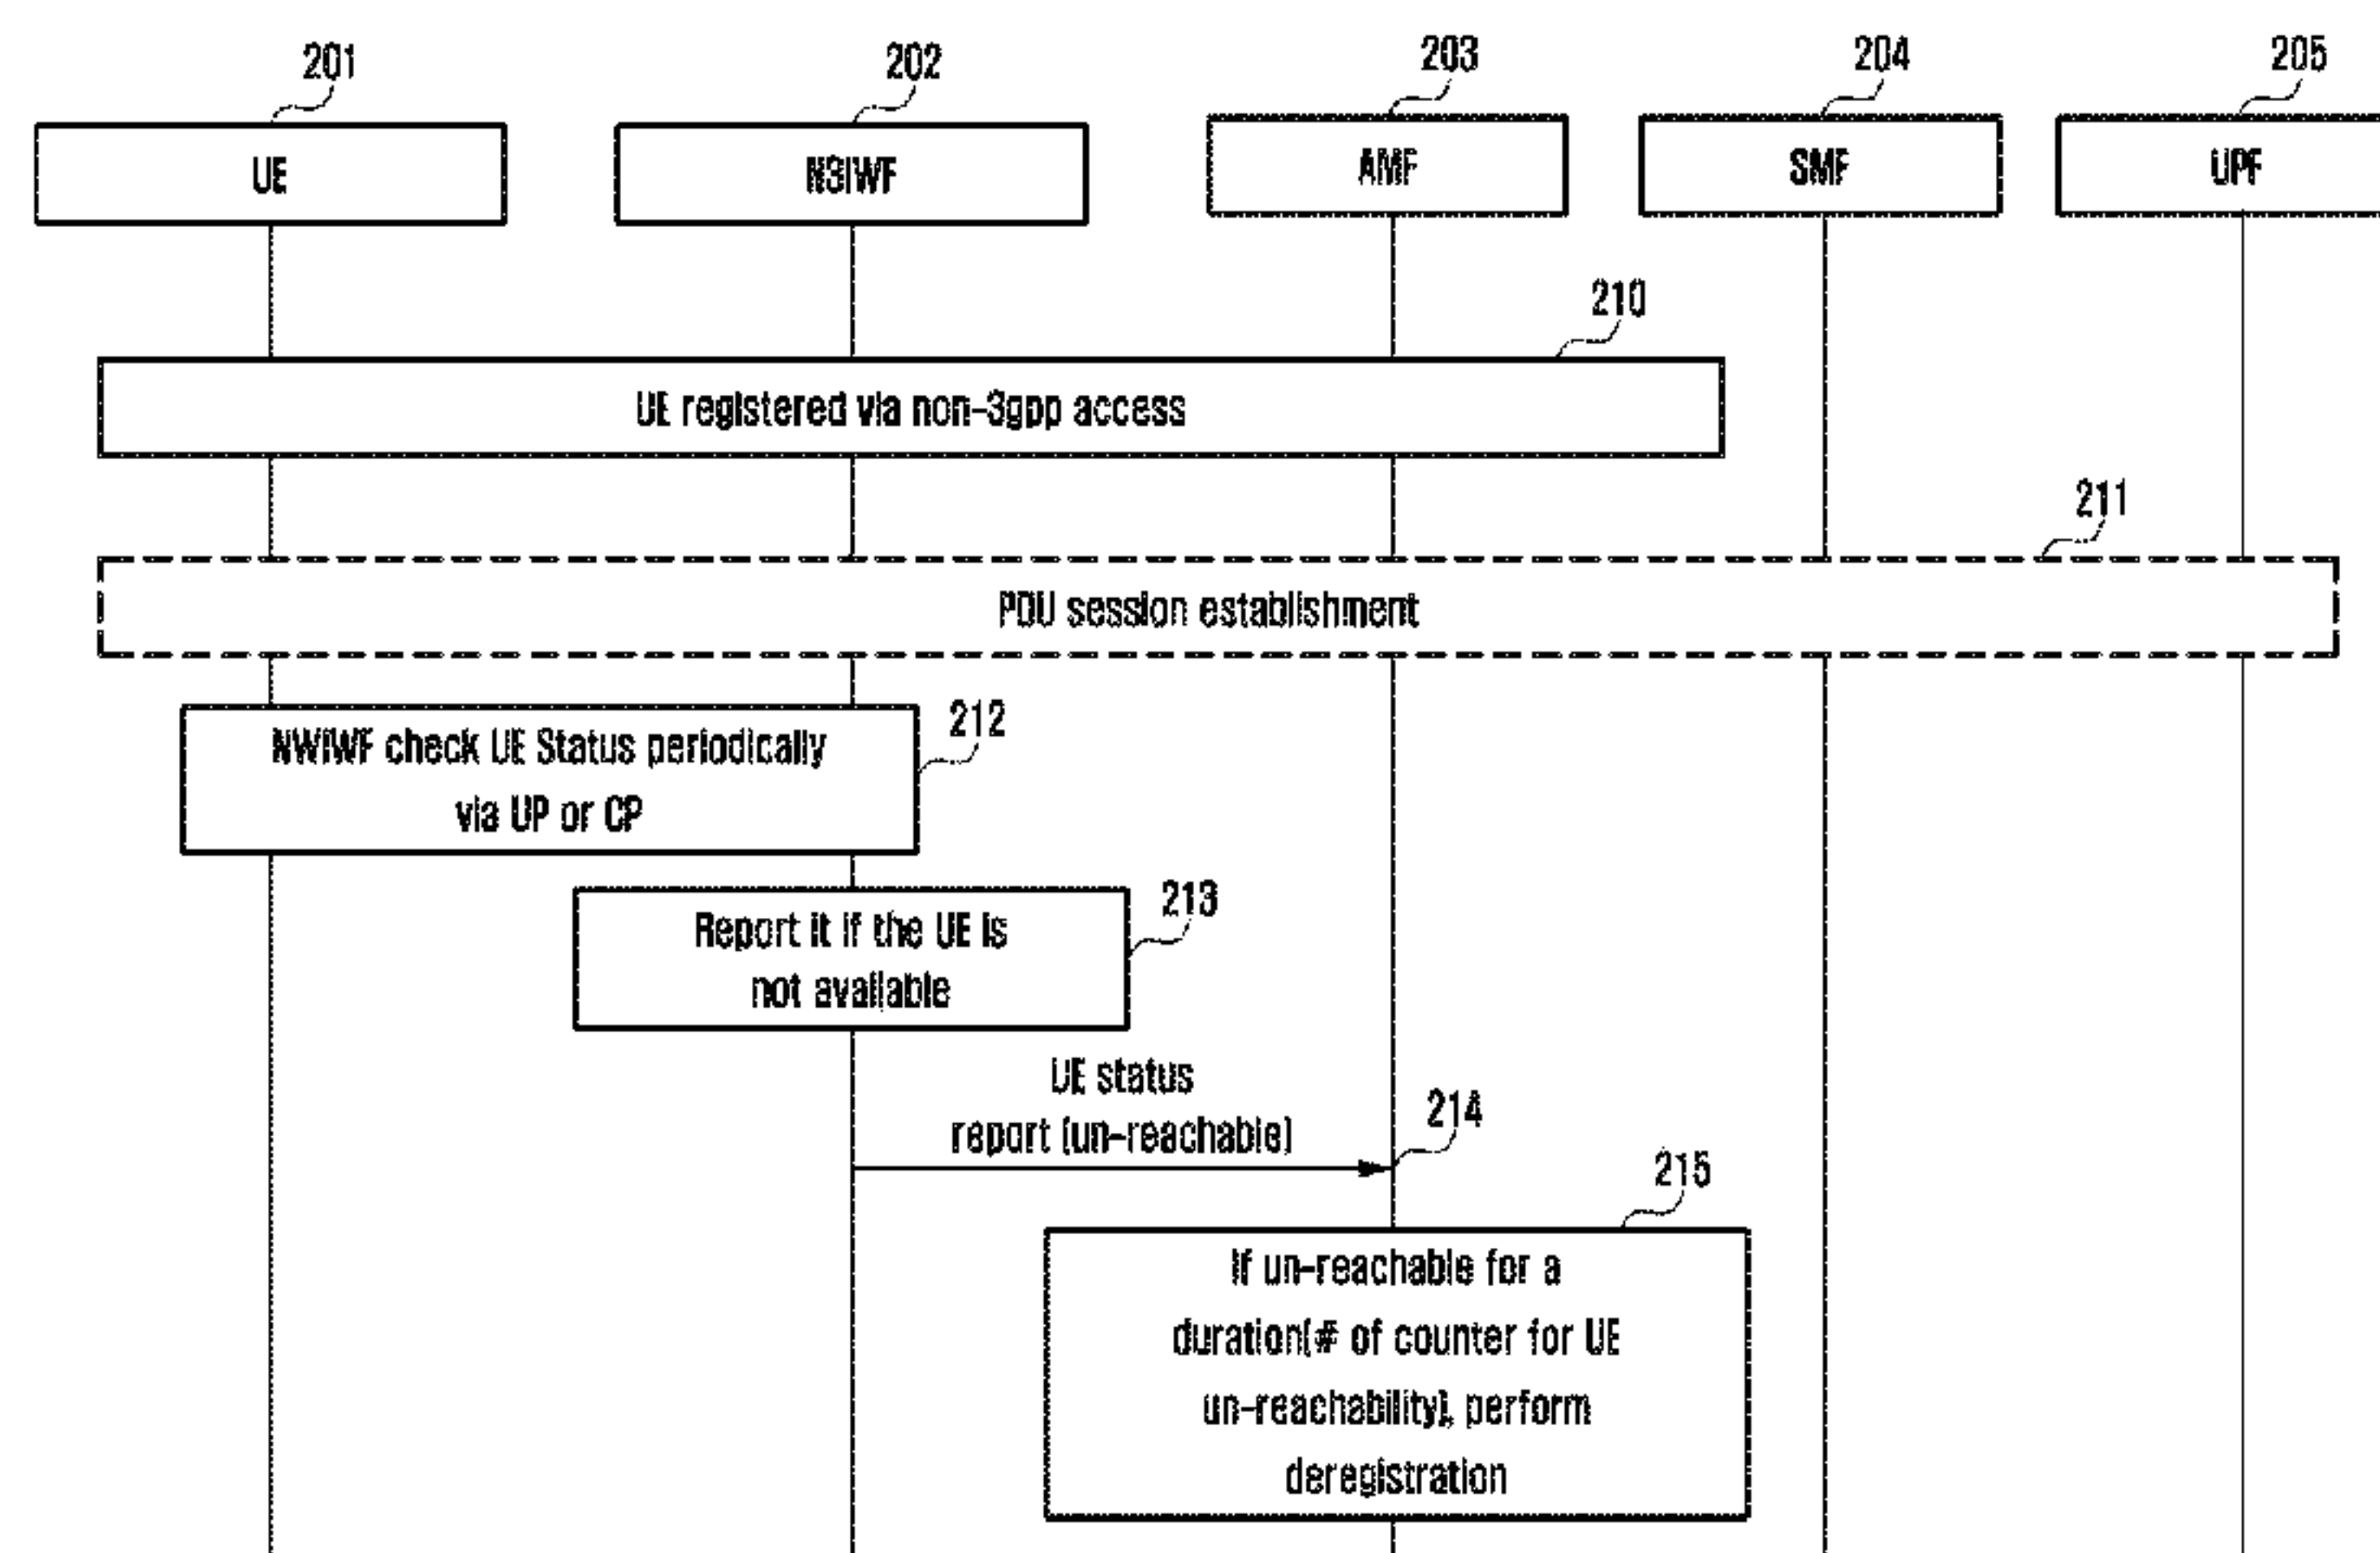 201
202
203
204
205
UE
N3IWF
AMF
SMF
UPF
210
UE registered via non-3gpp access
211
PDU session establishment
212
NWIWF check UE Status periodically
via UP or CP
213
Report it if the UE is
not available
UE status
report (un-reachable)
214
215
If un-reachable for a
duration(# of counter for UE
un-reachability), perform
deregistration